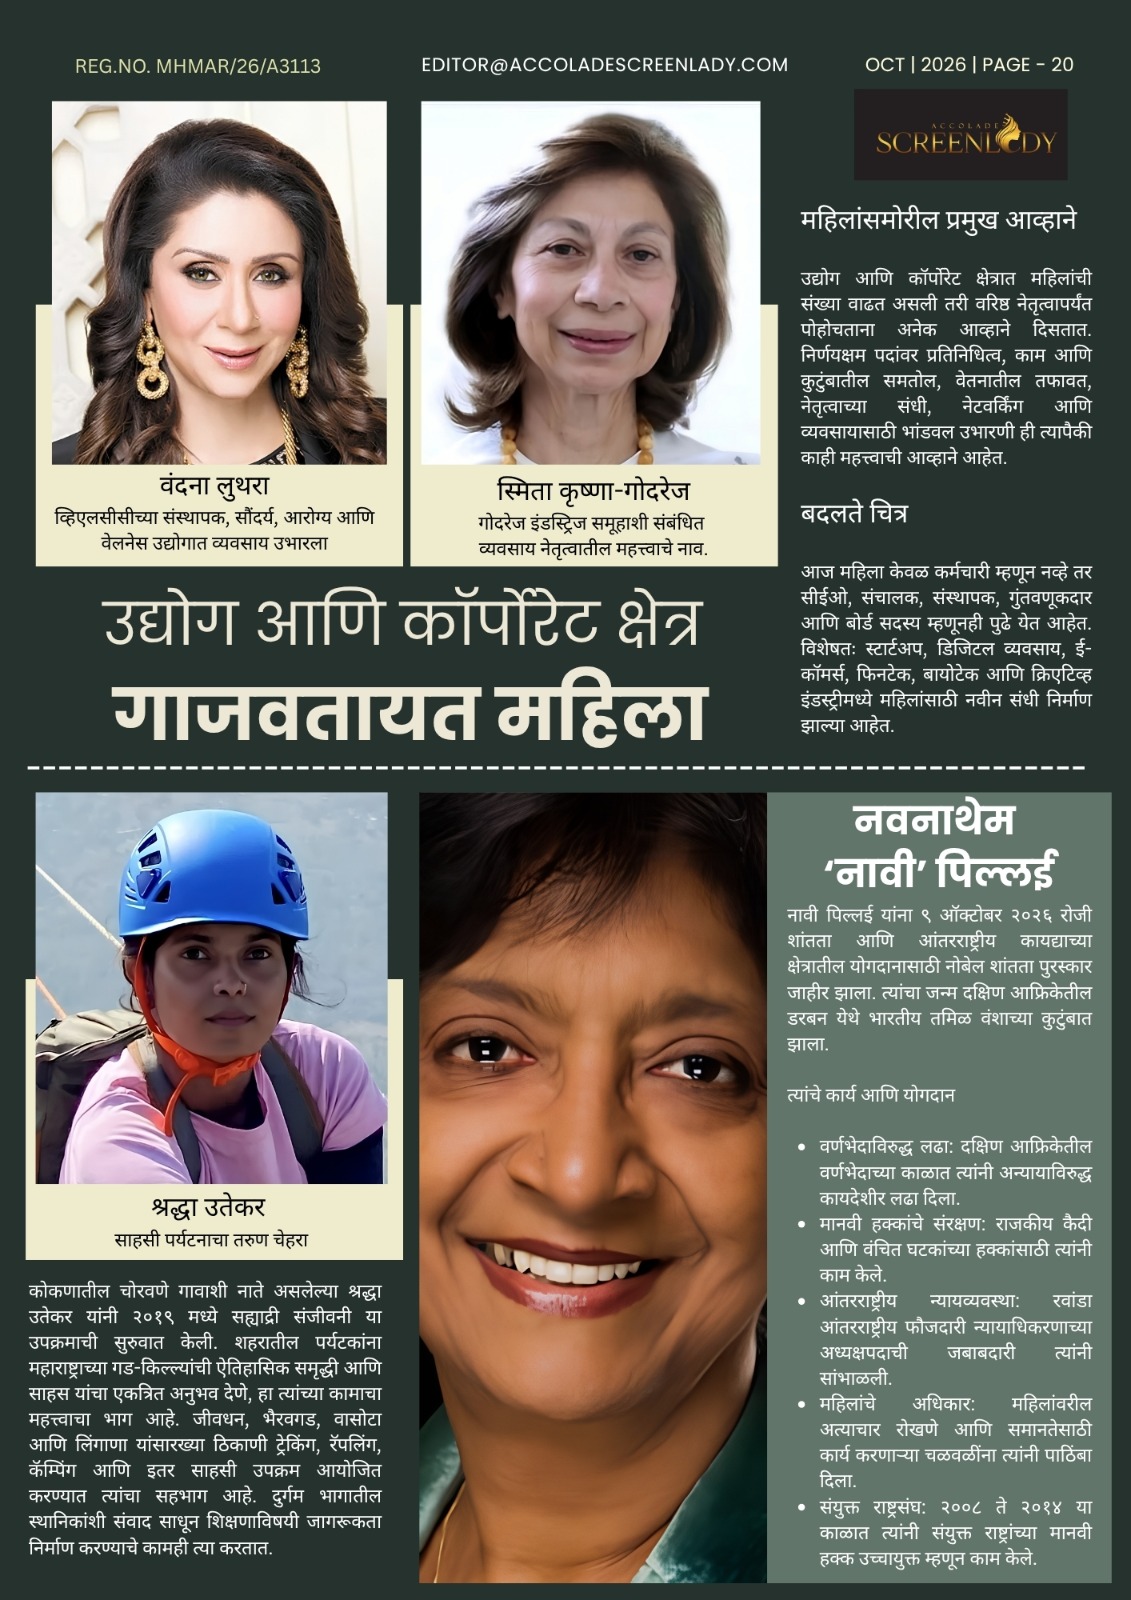 REG.NO. MHMAR/26/A3113
EDITOR@ACCOLADESCREENLADY.COM
OCT | 2026 | PAGE - 20
ACCOLADE
SCREENLADY
वंदना लुथरा
व्हिएलसीसीच्या संस्थापक, सौंदर्य, आरोग्य आणि
वेलनेस उद्योगात व्यवसाय उभारला
स्मिता कृष्णा-गोदरेज
गोदरेज इंडस्ट्रिज समूहाशी संबंधित
व्यवसाय नेतृत्वातील महत्त्वाचे नाव.
उद्योग आणि कॉर्पोरेट क्षेत्र
गाजवतायत महिला
महिलांसमोरील प्रमुख आव्हाने
उद्योग आणि कॉर्पोरेट क्षेत्रात महिलांची
संख्या वाढत असली तरी वरिष्ठ नेतृत्वापर्यंत
पोहोचताना अनेक आव्हाने दिसतात.
निर्णयक्षम पदांवर प्रतिनिधित्व, काम आणि
कुटुंबातील समतोल, वेतनातील तफावत,
नेतृत्वाच्या संधी, नेटवर्किंग आणि
व्यवसायासाठी भांडवल उभारणी ही त्यापैकी
काही महत्त्वाची आव्हाने आहेत.
बदलते चित्र
आज महिला केवळ कर्मचारी म्हणून नव्हे तर
सीईओ, संचालक, संस्थापक, गुंतवणूकदार
आणि बोर्ड सदस्य म्हणूनही पुढे येत आहेत.
विशेषतः स्टार्टअप, डिजिटल व्यवसाय, ई-
कॉमर्स, फिनटेक, बायोटेक आणि क्रिएटिव्ह
इंडस्ट्रीमध्ये महिलांसाठी नवीन संधी निर्माण
झाल्या आहेत.
श्रद्धा उतेकर
साहसी पर्यटनाचा तरुण चेहरा
कोकणातील चोरवणे गावाशी नाते असलेल्या श्रद्धा
उतेकर यांनी २०१९ मध्ये सह्याद्री संजीवनी या
उपक्रमाची सुरुवात केली. शहरातील पर्यटकांना
महाराष्ट्राच्या गड-किल्ल्यांची ऐतिहासिक समृद्धी आणि
साहस यांचा एकत्रित अनुभव देणे, हा त्यांच्या कामाचा
महत्त्वाचा भाग आहे. जीवधन, भैरवगड, वासोटा
आणि लिंगाणा यांसारख्या ठिकाणी ट्रेकिंग, रॅपलिंग,
कॅम्पिंग आणि इतर साहसी उपक्रम आयोजित
करण्यात त्यांचा सहभाग आहे. दुर्गम भागातील
स्थानिकांशी संवाद साधून शिक्षणाविषयी जागरूकता
निर्माण करण्याचे कामही त्या करतात.
नवनाथेम
‘नावी’ पिल्लई
नावी पिल्लई यांना ९ ऑक्टोबर २०२६ रोजी
शांतता आणि आंतरराष्ट्रीय कायद्याच्या
क्षेत्रातील योगदानासाठी नोबेल शांतता पुरस्कार
जाहीर झाला. त्यांचा जन्म दक्षिण आफ्रिकेतील
डरबन येथे भारतीय तमिळ वंशाच्या कुटुंबात
झाला.
त्यांचे कार्य आणि योगदान
• वर्णभेदाविरुद्ध लढा: दक्षिण आफ्रिकेतील
वर्णभेदाच्या काळात त्यांनी अन्यायाविरुद्ध
कायदेशीर लढा दिला.
• मानवी हक्कांचे संरक्षण: राजकीय कैदी
आणि वंचित घटकांच्या हक्कांसाठी त्यांनी
काम केले.
• आंतरराष्ट्रीय न्यायव्यवस्था: रवांडा
आंतरराष्ट्रीय फौजदारी न्यायाधिकरणाच्या
अध्यक्षपदाची जबाबदारी त्यांनी
सांभाळली.
• महिलांचे अधिकार: महिलांवरील
अत्याचार रोखणे आणि समानतेसाठी
कार्य करणाऱ्या चळवळींना त्यांनी पाठिंबा
दिला.
• संयुक्त राष्ट्रसंघ: २००८ ते २०१४ या
काळात त्यांनी संयुक्त राष्ट्रांच्या मानवी
हक्क उच्चायुक्त म्हणून काम केले.